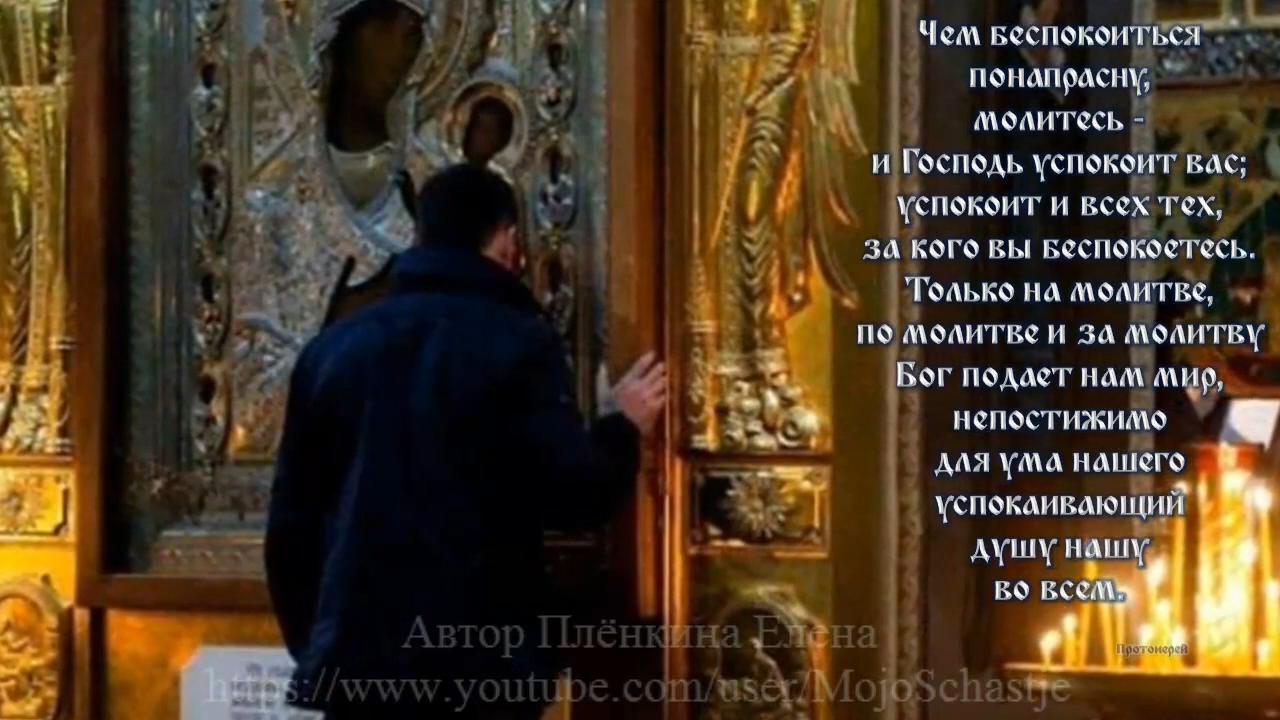 Чем беспокоиться
понапрасну,
молитесь -
и Господь успокоит вас;
успокоит и всех тех,
за кого вы беспокоетесь.
Только на молитве,
по молитве и за молитву
Бог подает нам мир,
непостижимо
для ума нашего
успокаивающий
душу нашу
во всем.
Протоиерей
Автор Плёнкина Елена
https://www.youtube.com/user/MojoSchastje